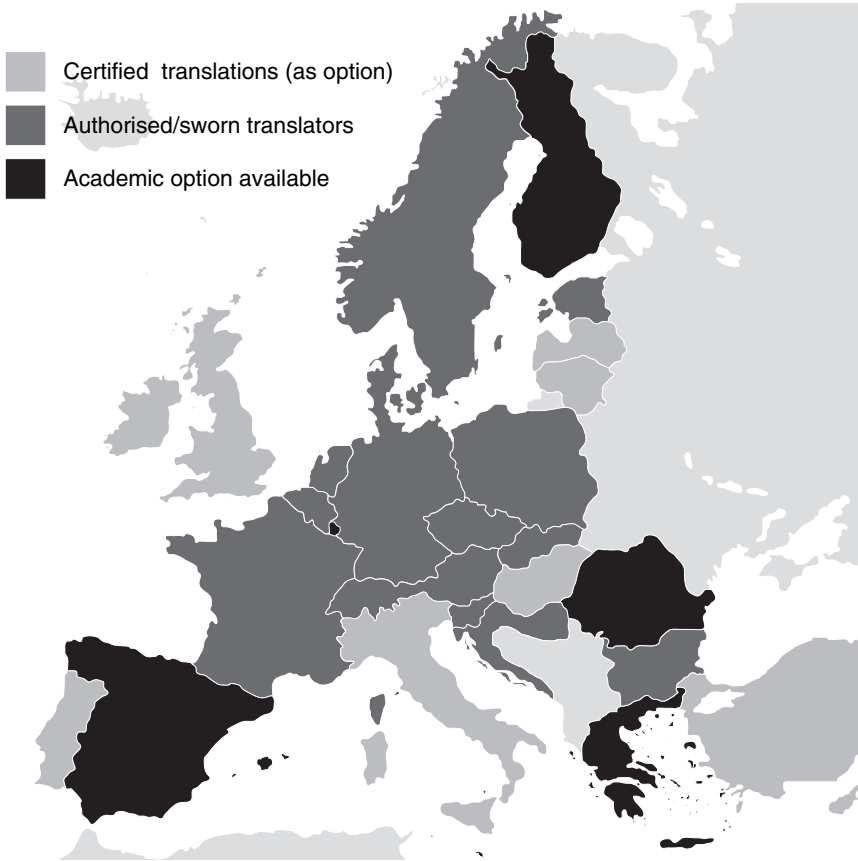 Certified translations (as option)
Authorised/sworn translators
Academic option available